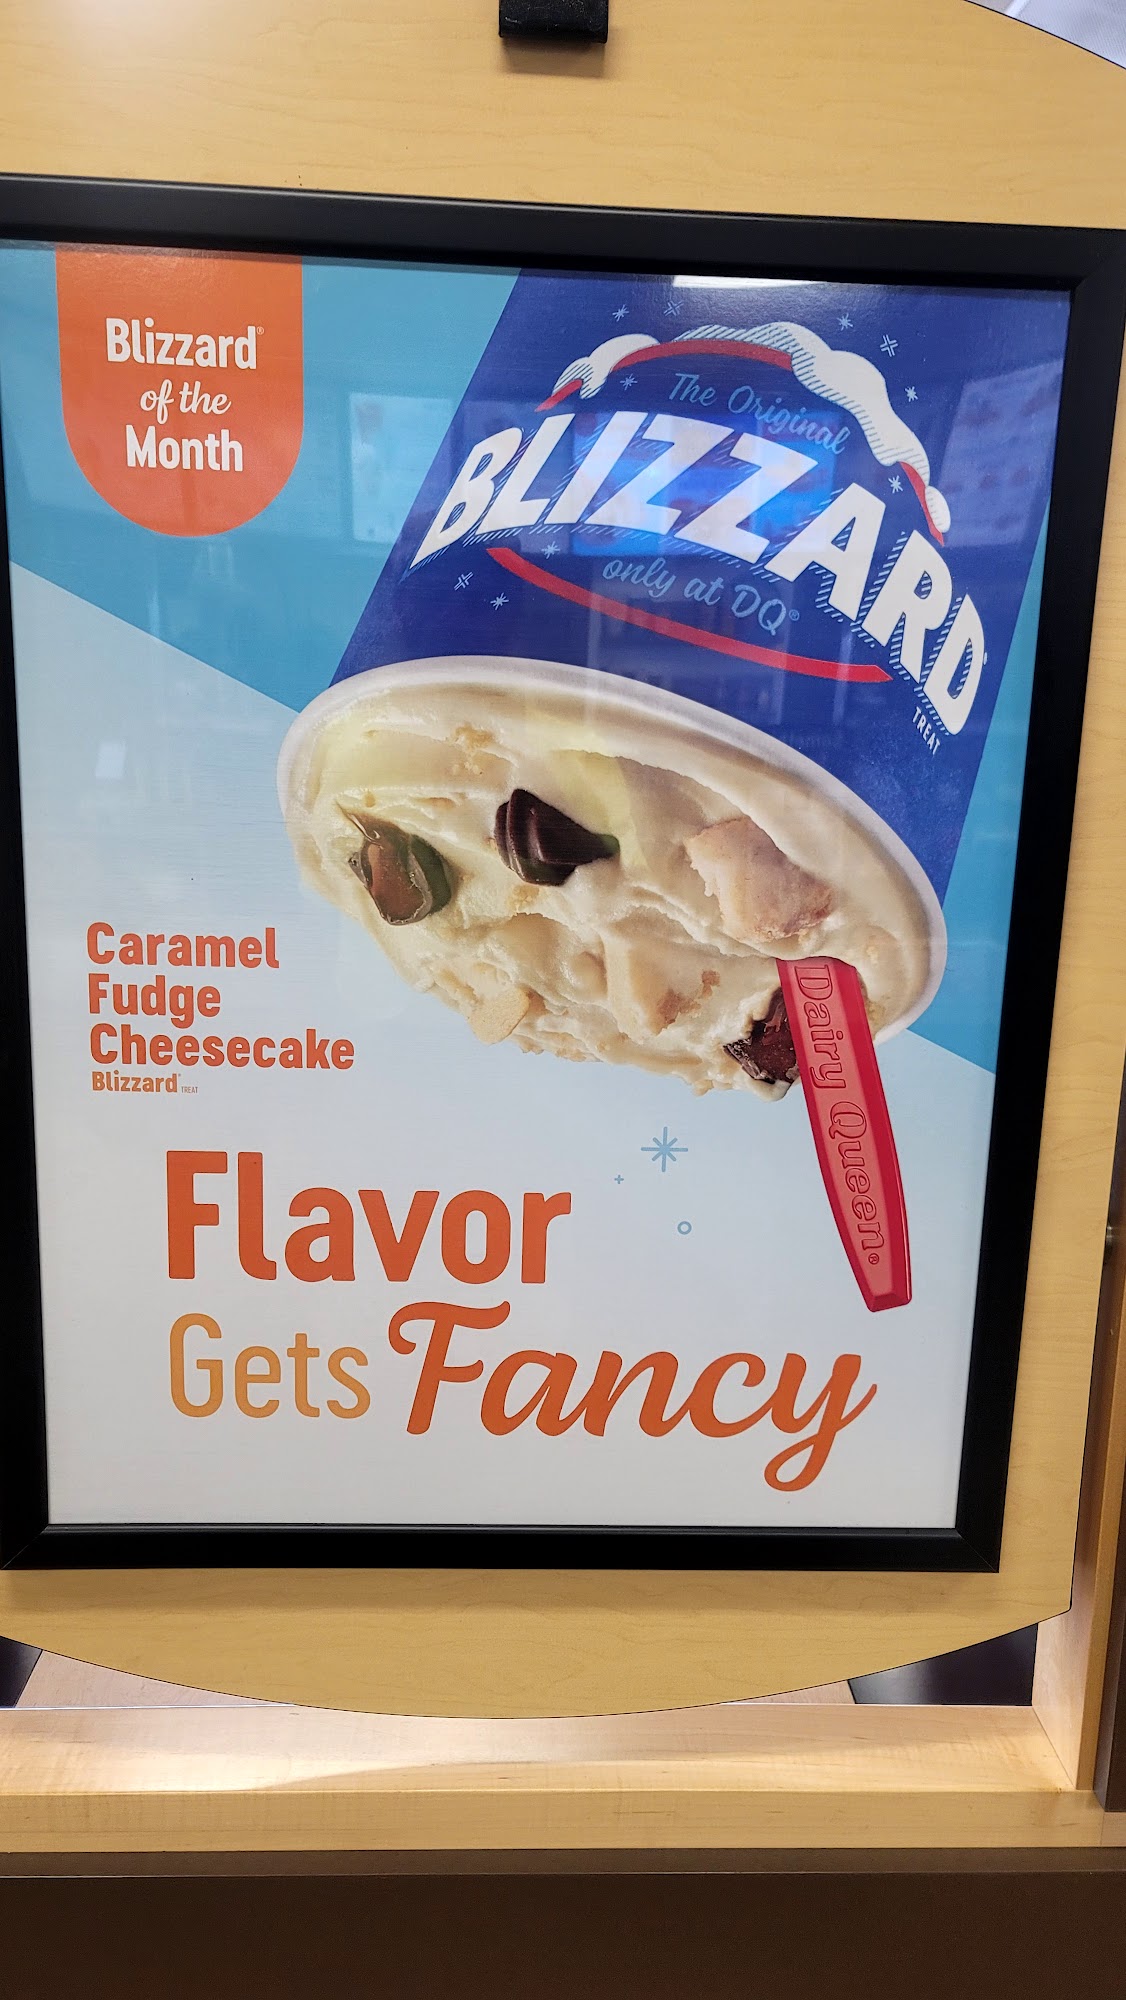 Blizzard®
of the
Month
The Original
BLIZZARD®
only at DQ®
TREAT
Caramel
Fudge
Cheesecake
Blizzard® TREAT
Dairy Queen®
Flavor
Gets Fancy